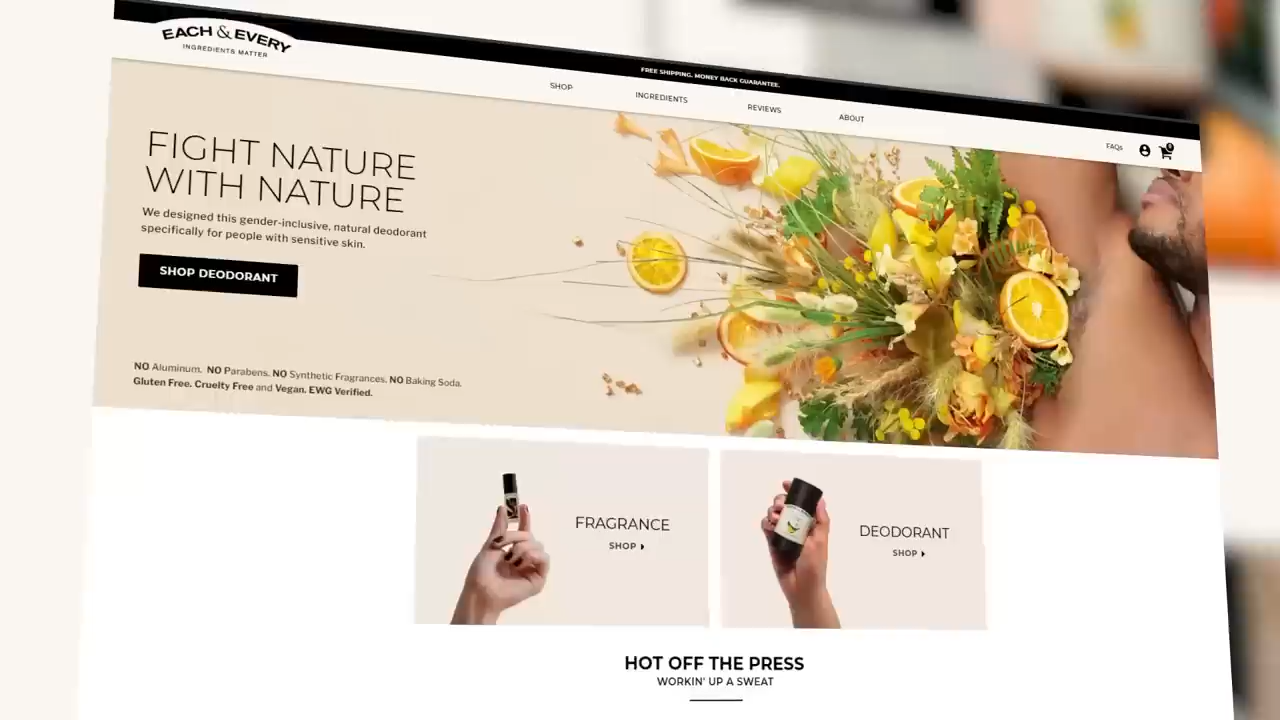 EACH & EVERY
INGREDIENTS MATTER
FREE SHIPPING. MONEY BACK GUARANTEE.
SHOP
INGREDIENTS
REVIEWS
ABOUT
FAQs
0
FIGHT NATURE
WITH NATURE
We designed this gender-inclusive, natural deodorant
specifically for people with sensitive skin.
SHOP DEODORANT
NO Aluminum. NO Parabens. NO Synthetic Fragrances. NO Baking Soda.
Gluten Free. Cruelty Free and Vegan. EWG Verified.
FRAGRANCE
SHOP
DEODORANT
SHOP
HOT OFF THE PRESS
WORKIN' UP A SWEAT